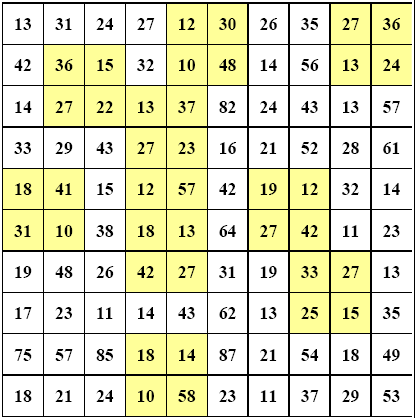 13 31 24 27 12 30 26 35 27 36
42 36 15 32 10 48 14 56 13 24
14 27 22 13 37 82 24 43 13 57
33 29 43 27 23 16 21 52 28 61
18 41 15 12 57 42 19 12 32 14
31 10 38 18 13 64 27 42 11 23
19 48 26 42 27 31 19 33 27 13
17 23 11 14 43 62 13 25 15 35
75 57 85 18 14 87 21 54 18 49
18 21 24 10 58 23 11 37 29 53